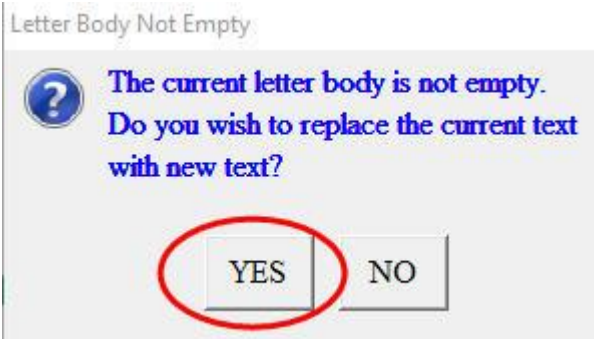 Letter Body Not Empty
The current letter body is not empty.
Do you wish to replace the current text
with new text?
YES NO